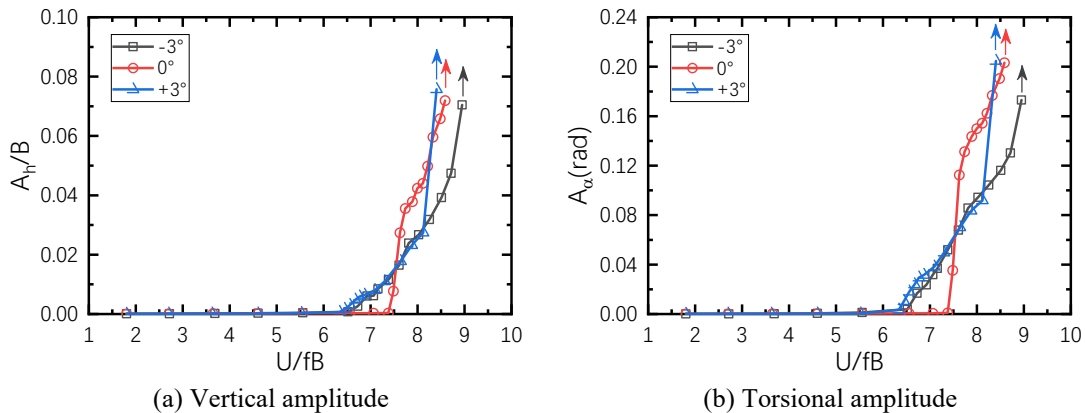 0.10
0.08
0.06
0.04
0.02
0.00
A_h/B
-3°
0°
+3°
1 2 3 4 5 6 7 8 9 10
U/fB
(a) Vertical amplitude
0.24
0.20
0.16
0.12
0.08
0.04
0.00
A_α(rad)
-3°
0°
+3°
1 2 3 4 5 6 7 8 9 10
U/fB
(b) Torsional amplitude